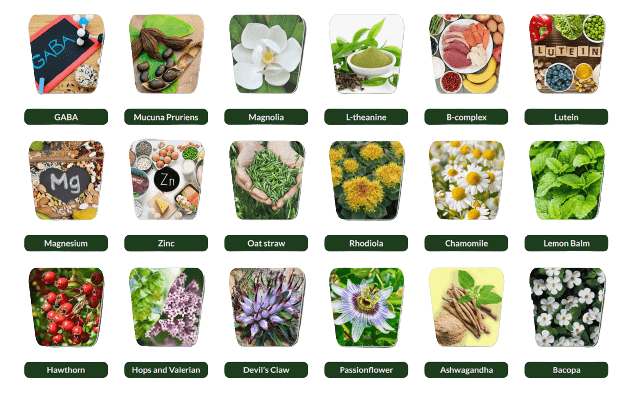 GABA
LUTEIN
GABA
Mucuna Pruriens
Magnolia
L-theanine
B-complex
Lutein
Mg
Zn
Magnesium
Zinc
Oat straw
Rhodiola
Chamomile
Lemon Balm
Hawthorn
Hops and Valerian
Devil's Claw
Passionflower
Ashwagandha
Bacopa